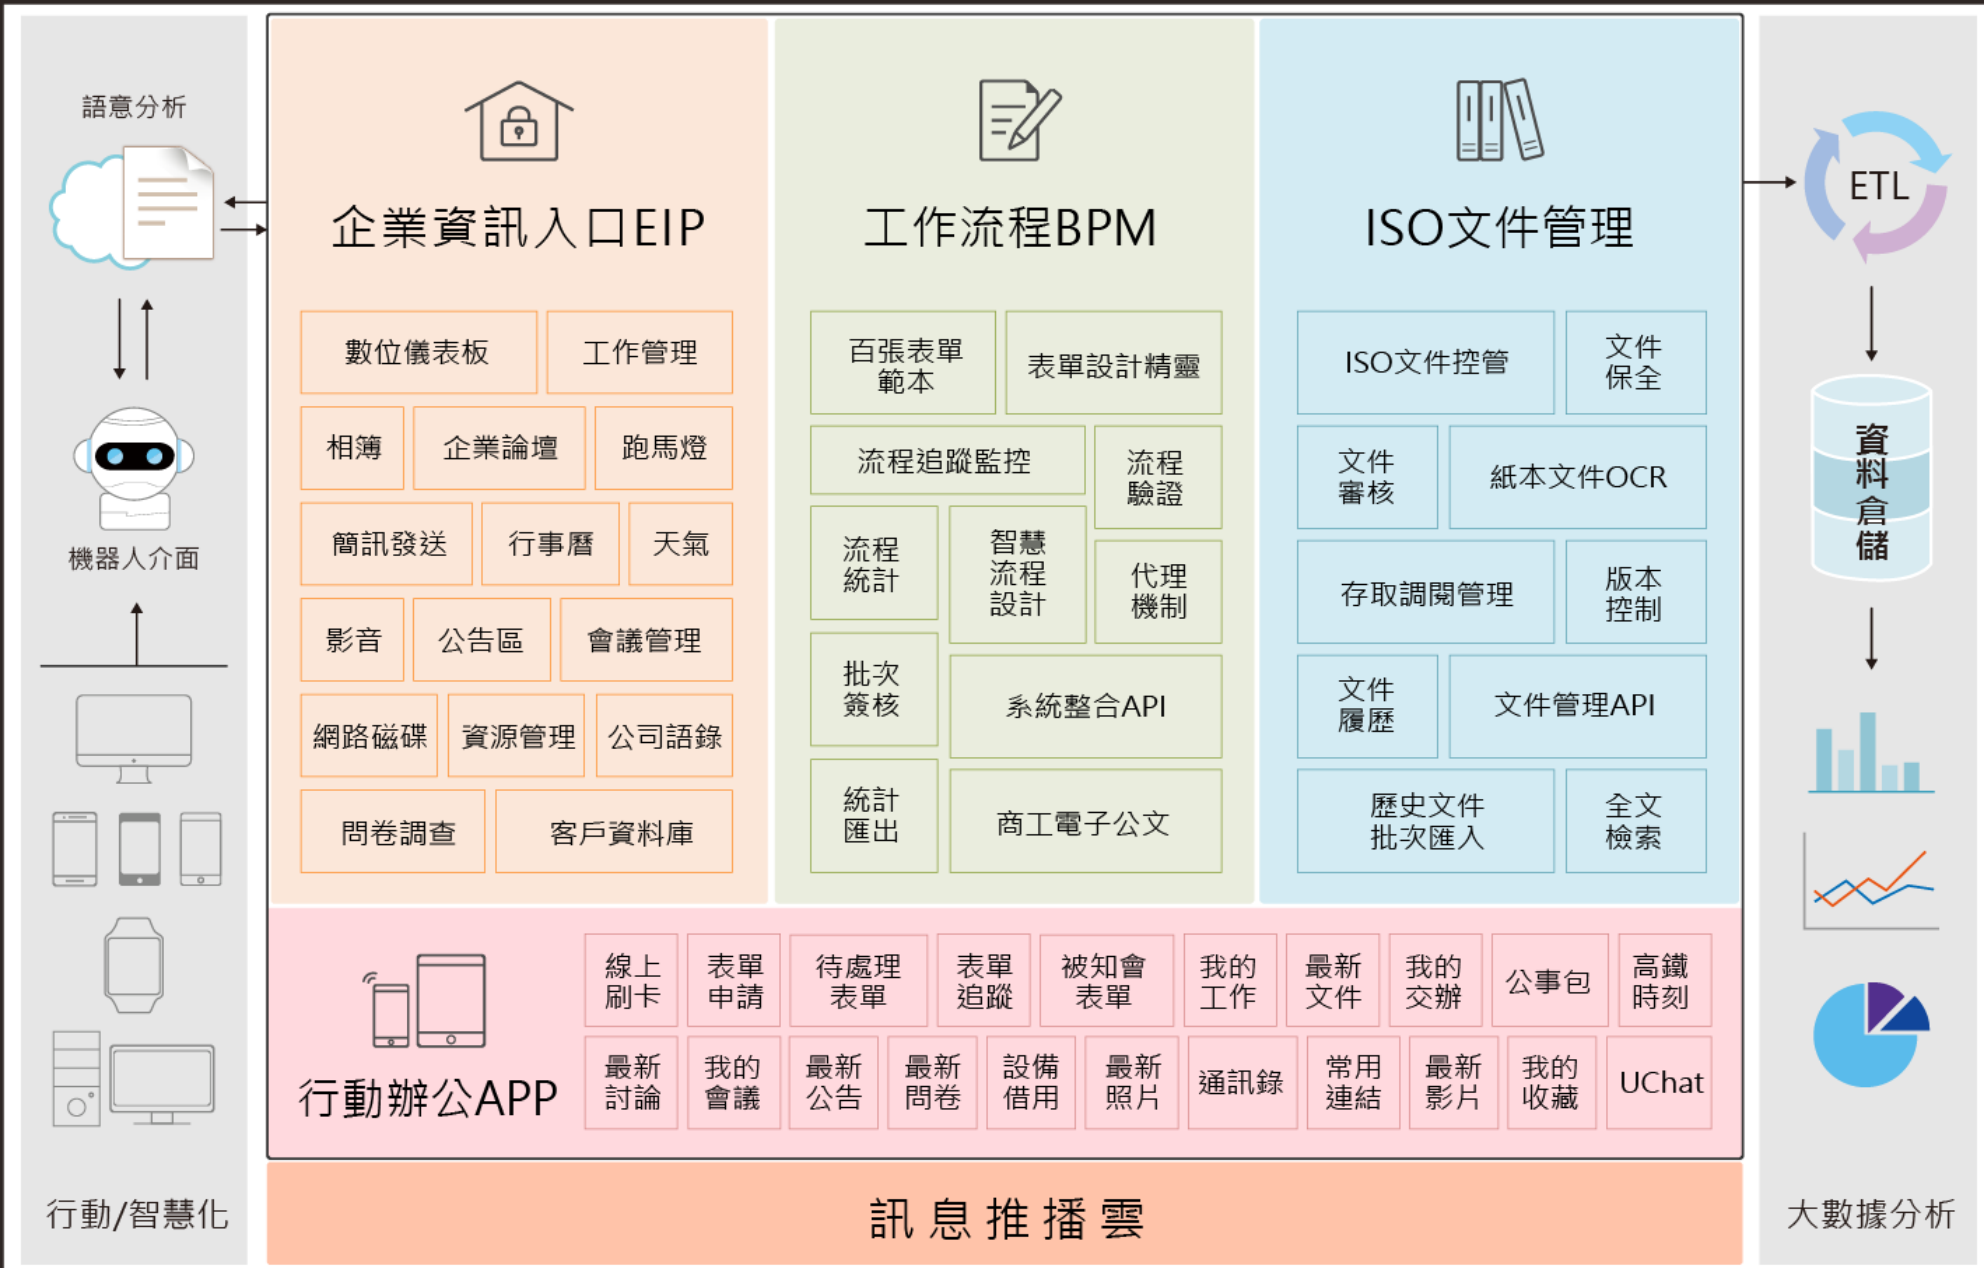 語意分析
機器人介面
行動/智慧化
企業資訊入口EIP
數位儀表板
工作管理
相簿
企業論壇
跑馬燈
簡訊發送
行事曆
天氣
影音
公告區
會議管理
網路磁碟
資源管理
公司語錄
問卷調查
客戶資料庫
工作流程BPM
百張表單
範本
表單設計精靈
流程追蹤監控
流程
驗證
流程
統計
智慧
流程
設計
代理
機制
批次
簽核
系統整合API
統計
匯出
商工電子公文
ISO文件管理
ISO文件控管
文件
保全
文件
審核
紙本文件OCR
存取調閱管理
版本
控制
文件
履歷
文件管理API
歷史文件
批次匯入
全文
檢索
行動辦公APP
線上
刷卡
表單
申請
待處理
表單
表單
追蹤
被知會
表單
我的
工作
最新
文件
我的
交辦
公事包
高鐵
時刻
最新
討論
我的
會議
最新
公告
最新
問卷
設備
借用
最新
照片
通訊錄
常用
連結
最新
影片
我的
收藏
UChat
訊息推播雲
ETL
資料倉儲
大數據分析